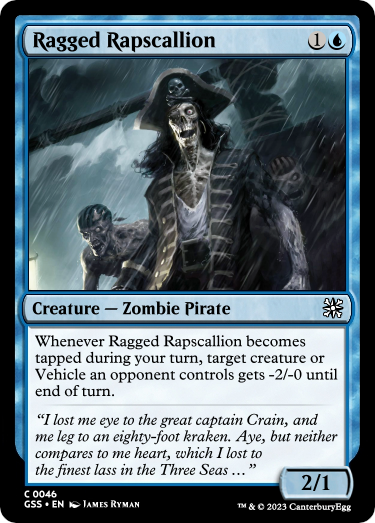 Ragged Rapscallion 1
Creature — Zombie Pirate
Whenever Ragged Rapscallion becomes
tapped during your turn, target creature or
Vehicle an opponent controls gets -2/-0 until
end of turn.
“I lost me eye to the great captain Crain, and
me leg to an eighty-foot kraken. Aye, but neither
compares to me heart, which I lost to
the finest lass in the Three Seas …”
2/1
C 0046
GSS • EN JAMES RYMAN
™ & © 2023 CanterburyEgg